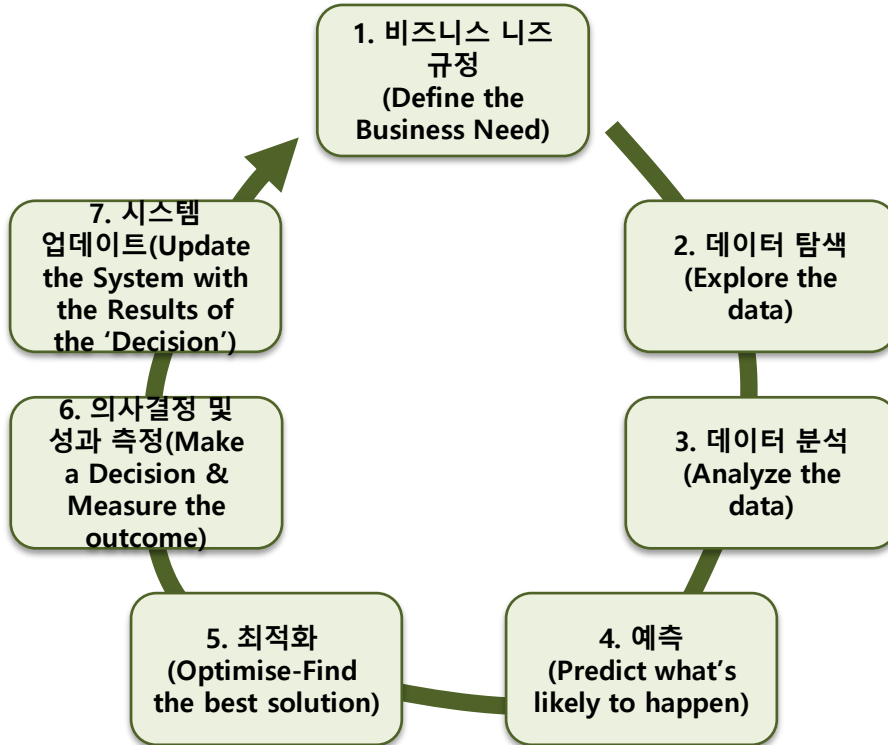 1. 비즈니스 니즈
규정
(Define the
Business Need)
2. 데이터 탐색
(Explore the
data)
3. 데이터 분석
(Analyze the
data)
4. 예측
(Predict what’s
likely to happen)
5. 최적화
(Optimise-Find
the best solution)
6. 의사결정 및
성과 측정(Make
a Decision &
Measure the
outcome)
7. 시스템
업데이트(Update
the System with
the Results of
the ‘Decision’)